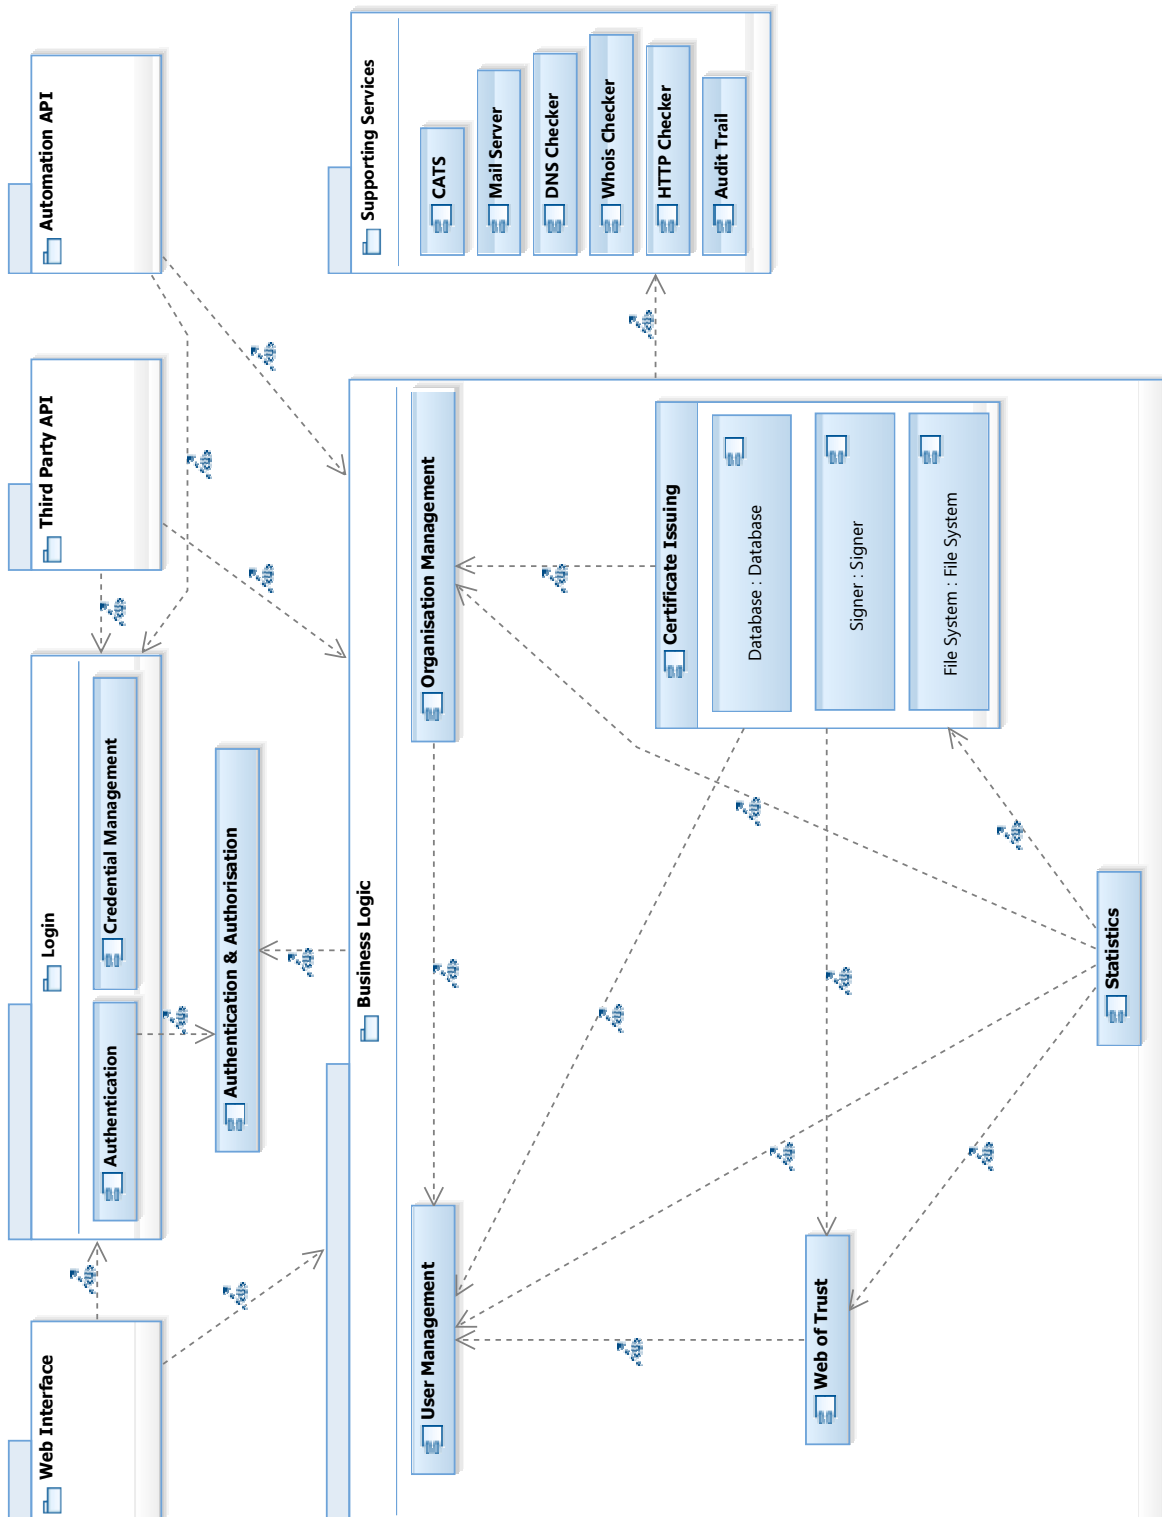 Web Interface
Login
Authentication
Credential Management
Third Party API
Automation API
Authentication & Authorisation
Business Logic
User Management
Organisation Management
Web of Trust
Certificate Issuing
Database : Database
Signer : Signer
File System : File System
Statistics
Supporting Services
CATS
Mail Server
DNS Checker
Whois Checker
HTTP Checker
Audit Trail